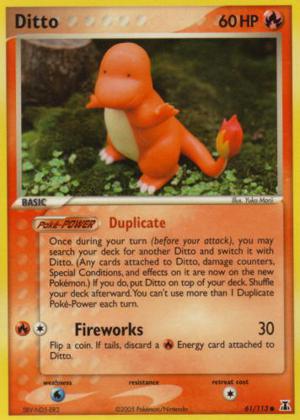 Ditto 60 HP
Illus. Yuka Morii
BASIC
Poké-POWER Duplicate
Once during your turn (before your attack), you may
search your deck for another Ditto and switch it with
Ditto. (Any cards attached to Ditto, damage counters,
Special Conditions, and effects on it are now on the new
Pokémon.) If you do, put Ditto on top of your deck. Shuffle
your deck afterward. You can't use more than 1 Duplicate
Poké-Power each turn.
Fireworks 30
Flip a coin. If tails, discard a Energy card attached to
Ditto.
weakness resistance retreat cost
©2005 Pokémon/Nintendo 61/113